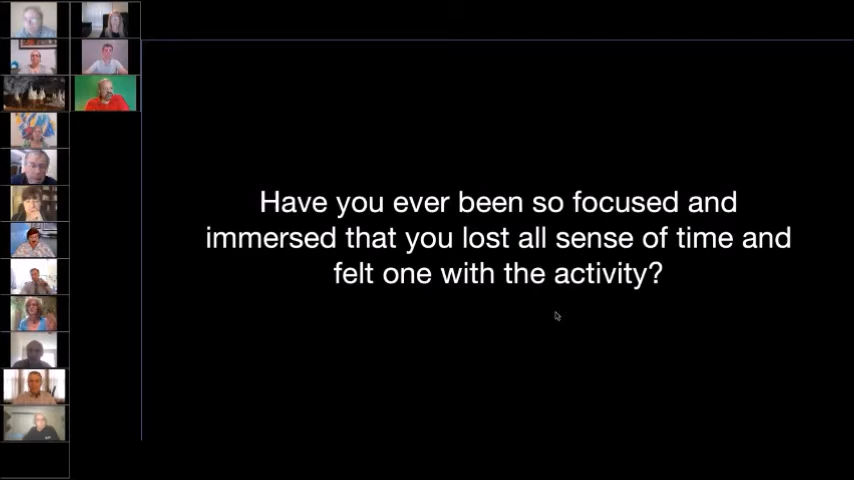 Have you ever been so focused and
immersed that you lost all sense of time and
felt one with the activity?